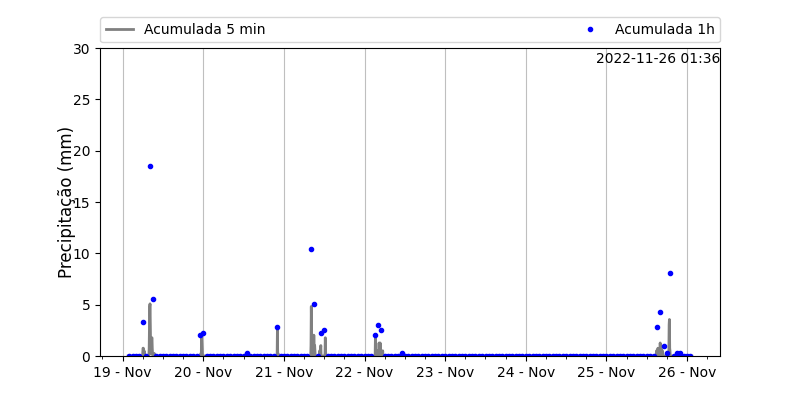 Acumulada 5 min
Acumulada 1h
2022-11-26 01:36
Precipitação (mm)
30
25
20
15
10
5
0
19 - Nov
20 - Nov
21 - Nov
22 - Nov
23 - Nov
24 - Nov
25 - Nov
26 - Nov